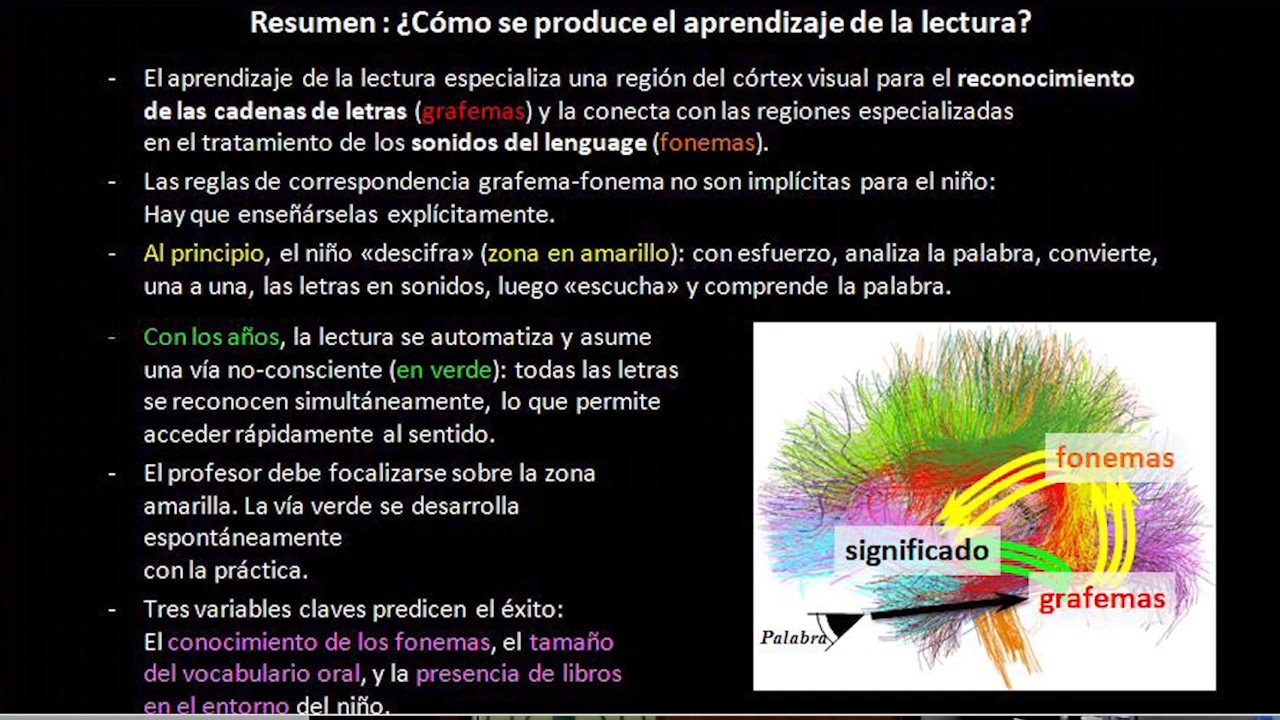 Resumen : ¿Cómo se produce el aprendizaje de la lectura?
- El aprendizaje de la lectura especializa una región del córtex visual para el reconocimiento
de las cadenas de letras (grafemas) y la conecta con las regiones especializadas
en el tratamiento de los sonidos del lenguage (fonemas).
- Las reglas de correspondencia grafema-fonema no son implícitas para el niño:
Hay que enseñárselas explícitamente.
- Al principio, el niño «descifra» (zona en amarillo): con esfuerzo, analiza la palabra, convierte,
una a una, las letras en sonidos, luego «escucha» y comprende la palabra.
- Con los años, la lectura se automatiza y asume
una vía no-consciente (en verde): todas las letras
se reconocen simultáneamente, lo que permite
acceder rápidamente al sentido.
- El profesor debe focalizarse sobre la zona
amarilla. La vía verde se desarrolla
espontáneamente
con la práctica.
- Tres variables claves predicen el éxito:
El conocimiento de los fonemas, el tamaño
del vocabulario oral, y la presencia de libros
en el entorno del niño.
fonemas
significado
grafemas
Palabra